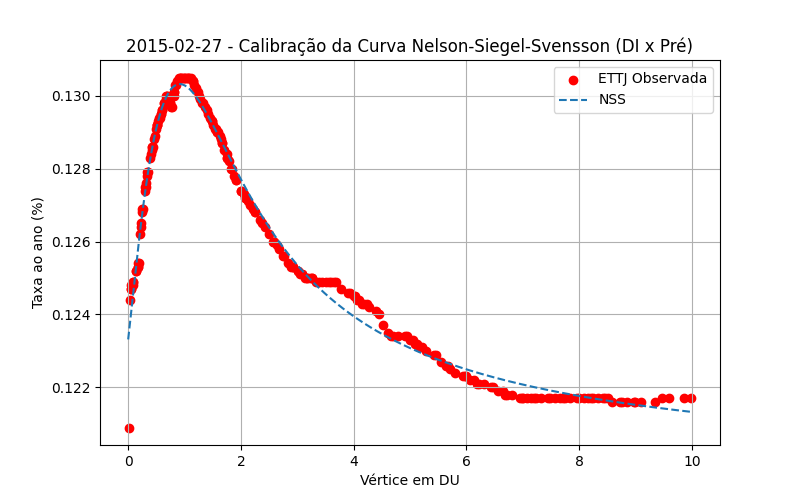 2015-02-27 - Calibração da Curva Nelson-Siegel-Svensson (DI x Pré)
ETTJ Observada
NSS
Taxa ao ano (%)
0.130
0.128
0.126
0.124
0.122
0 2 4 6 8 10
Vértice em DU